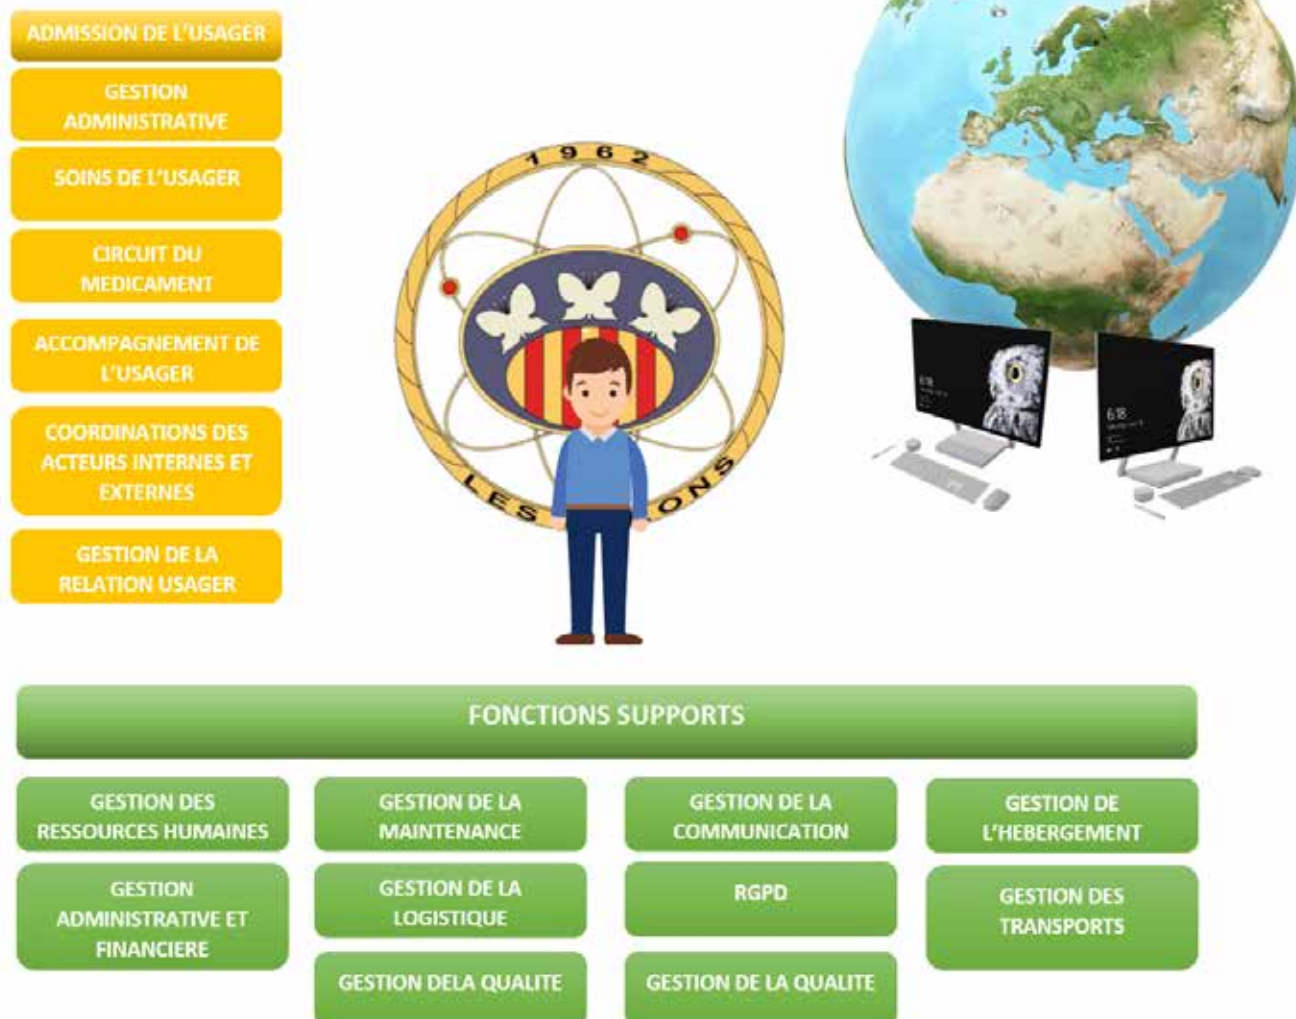 ADMISSION DE L'USAGER
GESTION
ADMINISTRATIVE
SOINS DE L'USAGER
CIRCUIT DU
MEDICAMENT
ACCOMPAGNEMENT DE
L'USAGER
COORDINATIONS DES
ACTEURS INTERNES ET
EXTERNES
GESTION DE LA
RELATION USAGER
1962
LES
ONS
618
618
FONCTIONS SUPPORTS
GESTION DES
RESSOURCES HUMAINES
GESTION DE LA
MAINTENANCE
GESTION DE LA
COMMUNICATION
GESTION DE
L'HEBERGEMENT
GESTION
ADMINISTRATIVE ET
FINANCIERE
GESTION DE LA
LOGISTIQUE
RGPD
GESTION DES
TRANSPORTS
GESTION DELA QUALITE
GESTION DE LA QUALITE